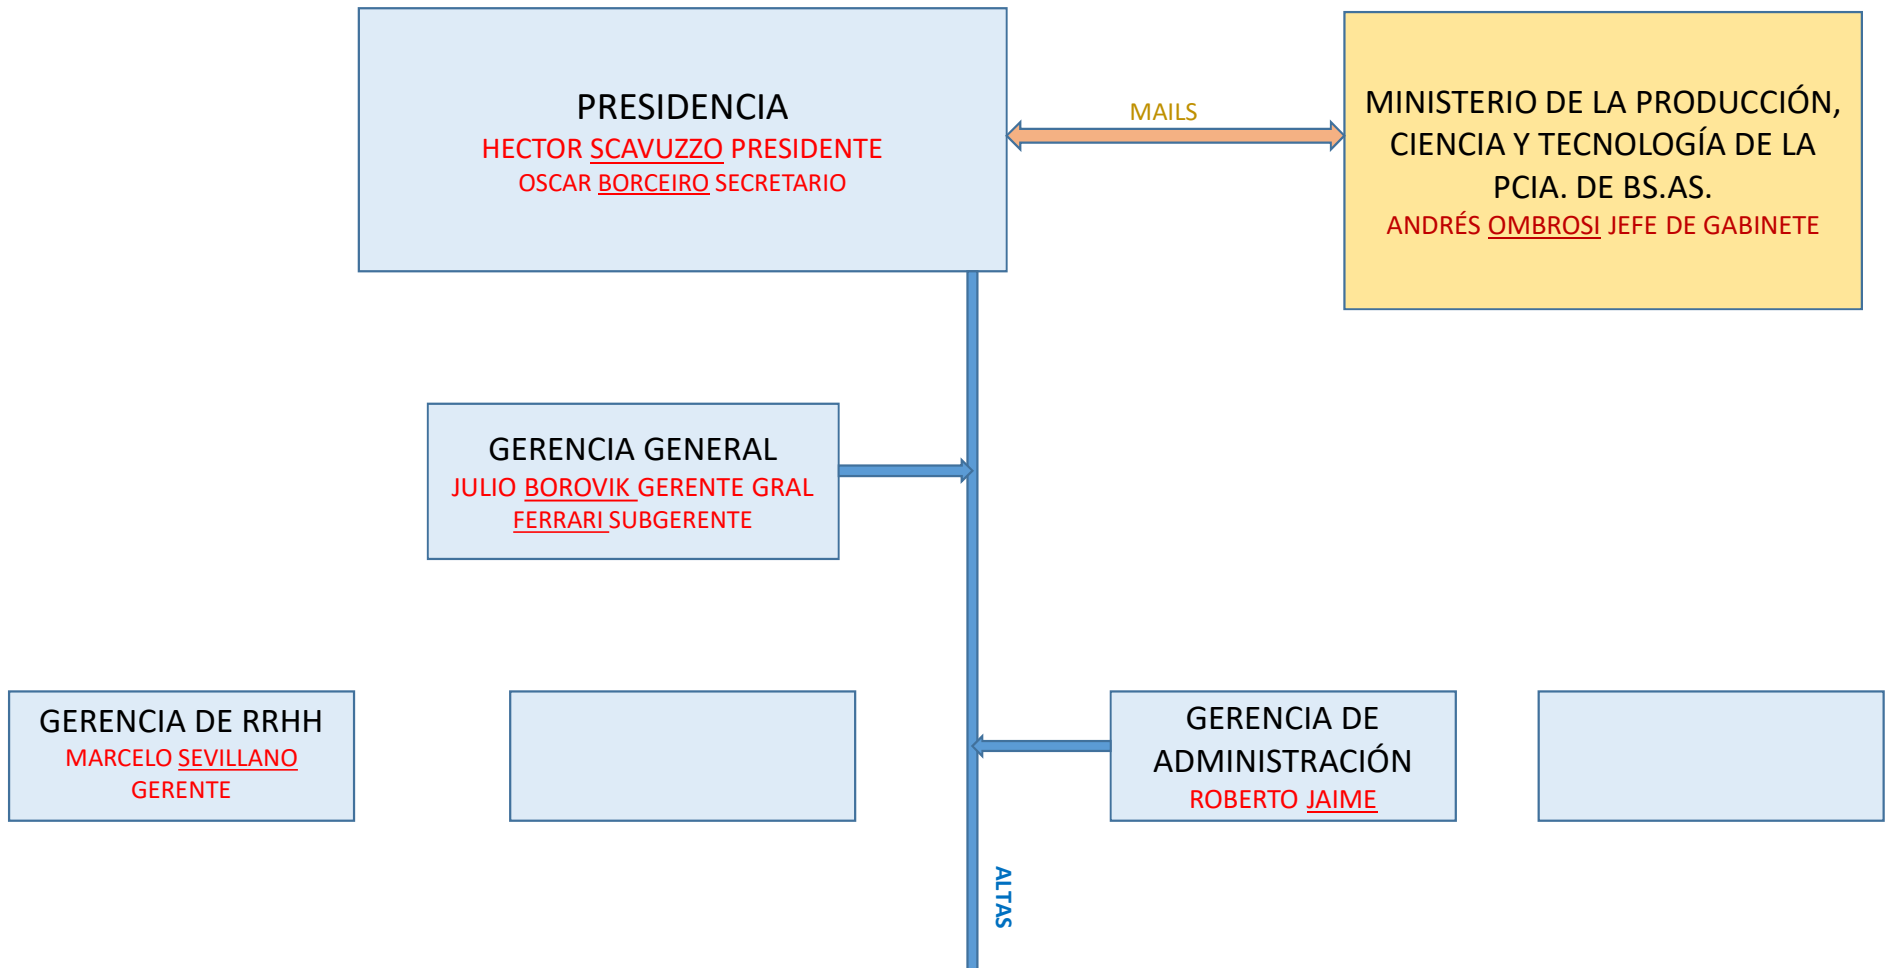 PRESIDENCIA
HECTOR SCAVUZZO PRESIDENTE
OSCAR BORCEIRO SECRETARIO
MAILS
MINISTERIO DE LA PRODUCCIÓN,
CIENCIA Y TECNOLOGÍA DE LA
PCIA. DE BS.AS.
ANDRÉS OMBROSI JEFE DE GABINETE
GERENCIA GENERAL
JULIO BOROVIK GERENTE GRAL
FERRARI SUBGERENTE
GERENCIA DE RRHH
MARCELO SEVILLANO
GERENTE
GERENCIA DE
ADMINISTRACIÓN
ROBERTO JAIME
ALTAS